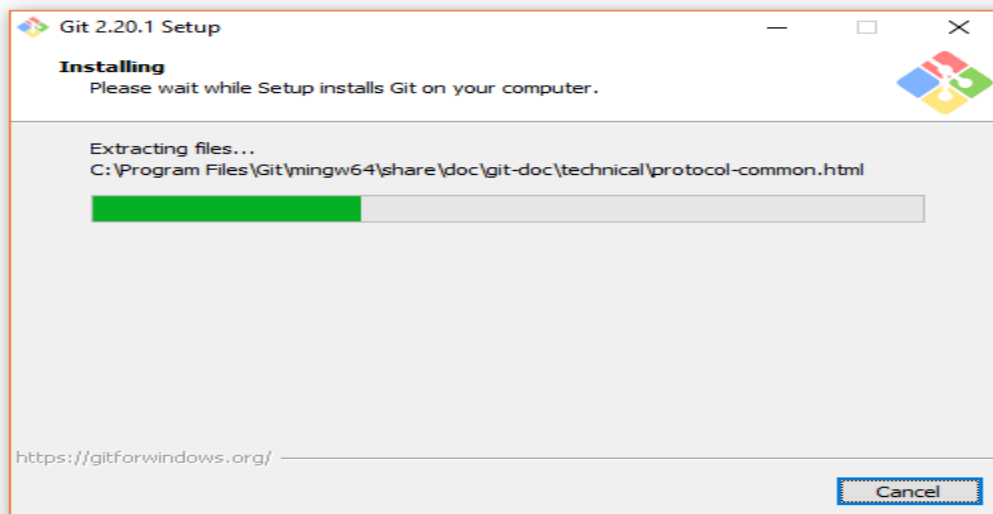 Git 2.20.1 Setup
Installing
Please wait while Setup installs Git on your computer.
Extracting files...
C:\Program Files\Git\mingw64\share\doc\git-doc\technical\protocol-common.html
https://gitforwindows.org/
Cancel